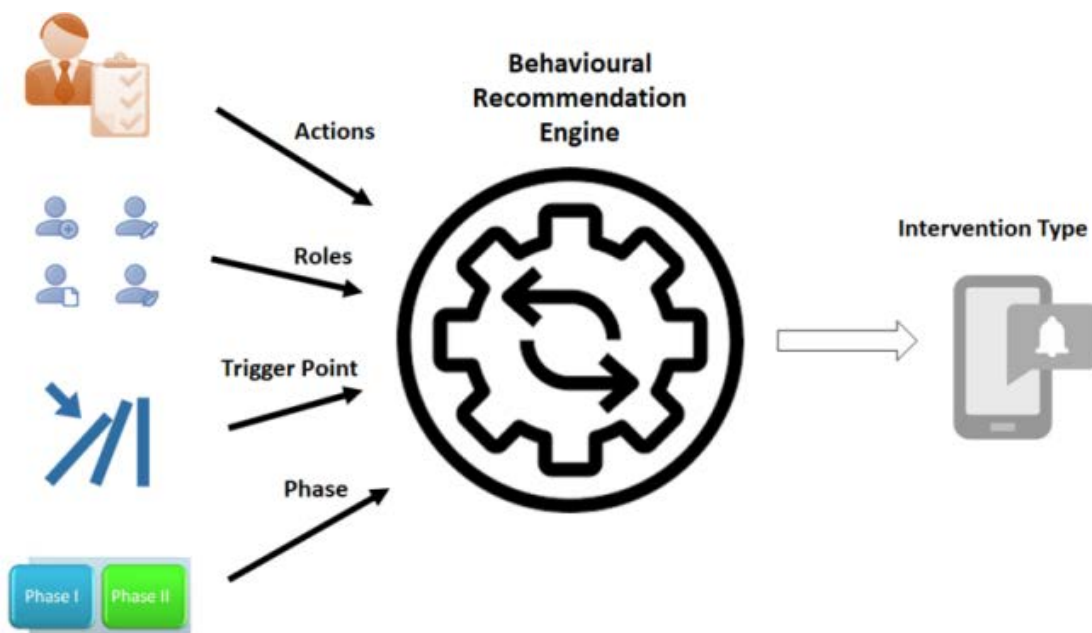 Behavioural
Recommendation
Engine
Actions
Roles
Trigger Point
Phase
Phase I
Phase II
Intervention Type